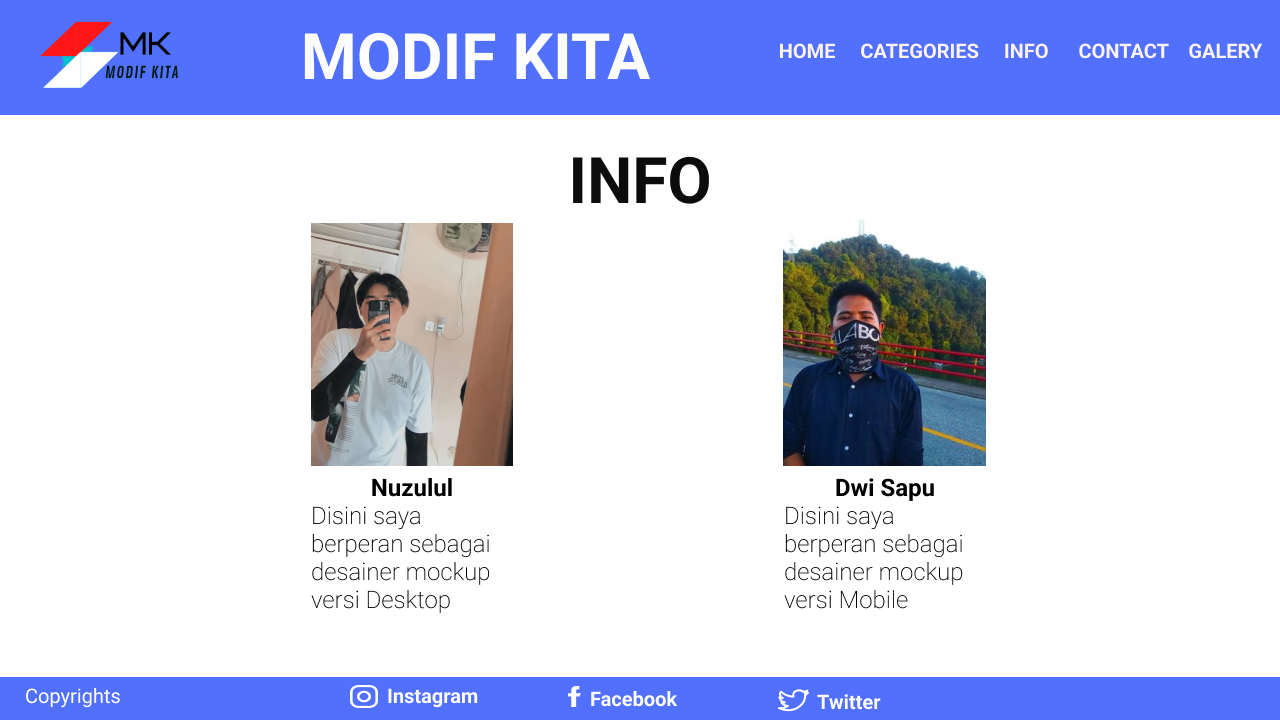 MK
MODIF KITA
MODIF KITA
HOME CATEGORIES INFO CONTACT GALERY
INFO
Nuzulul
Disini saya
berperan sebagai
desainer mockup
versi Desktop
LABO
Dwi Sapu
Disini saya
berperan sebagai
desainer mockup
versi Mobile
Copyrights Instagram Facebook Twitter